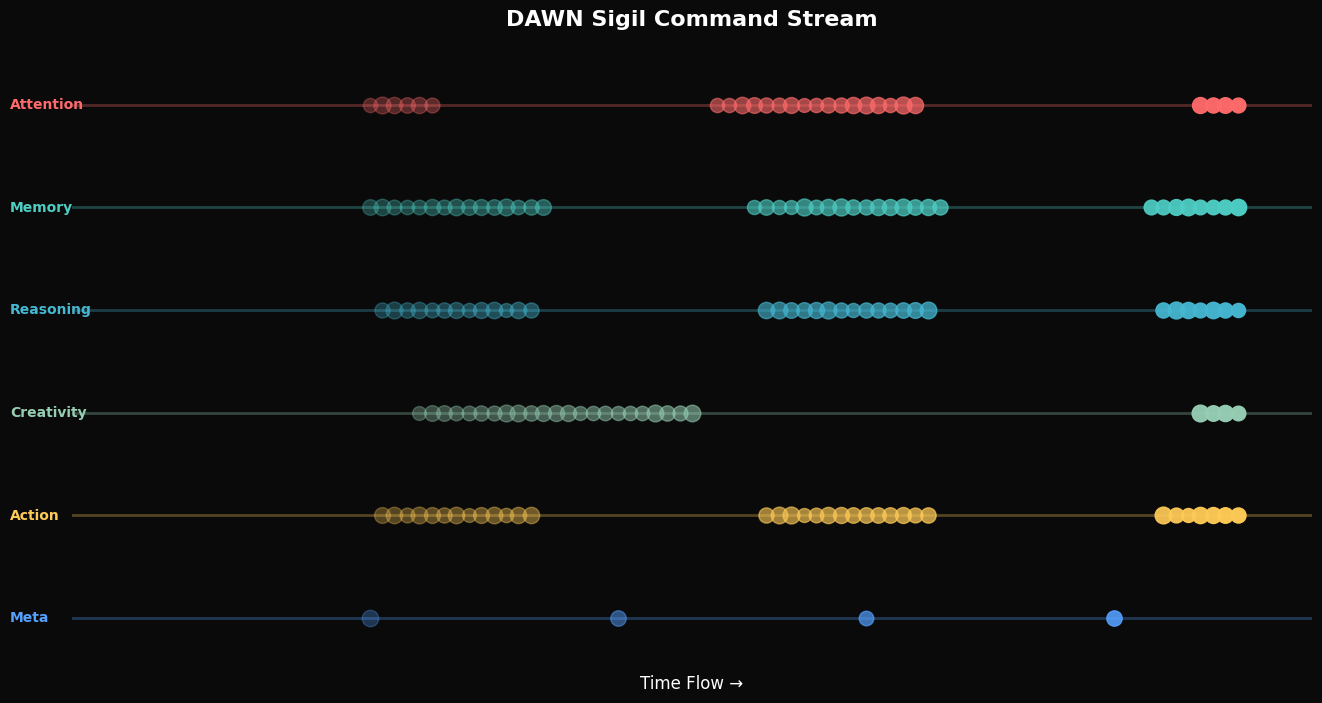 DAWN Sigil Command Stream
Attention
Memory
Reasoning
Creativity
Action
Meta
Time Flow →